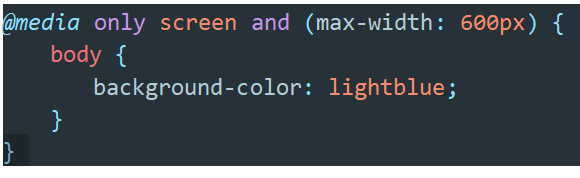 @media only screen and (max-width: 600px) {
    body {
        background-color: lightblue;
    }
}